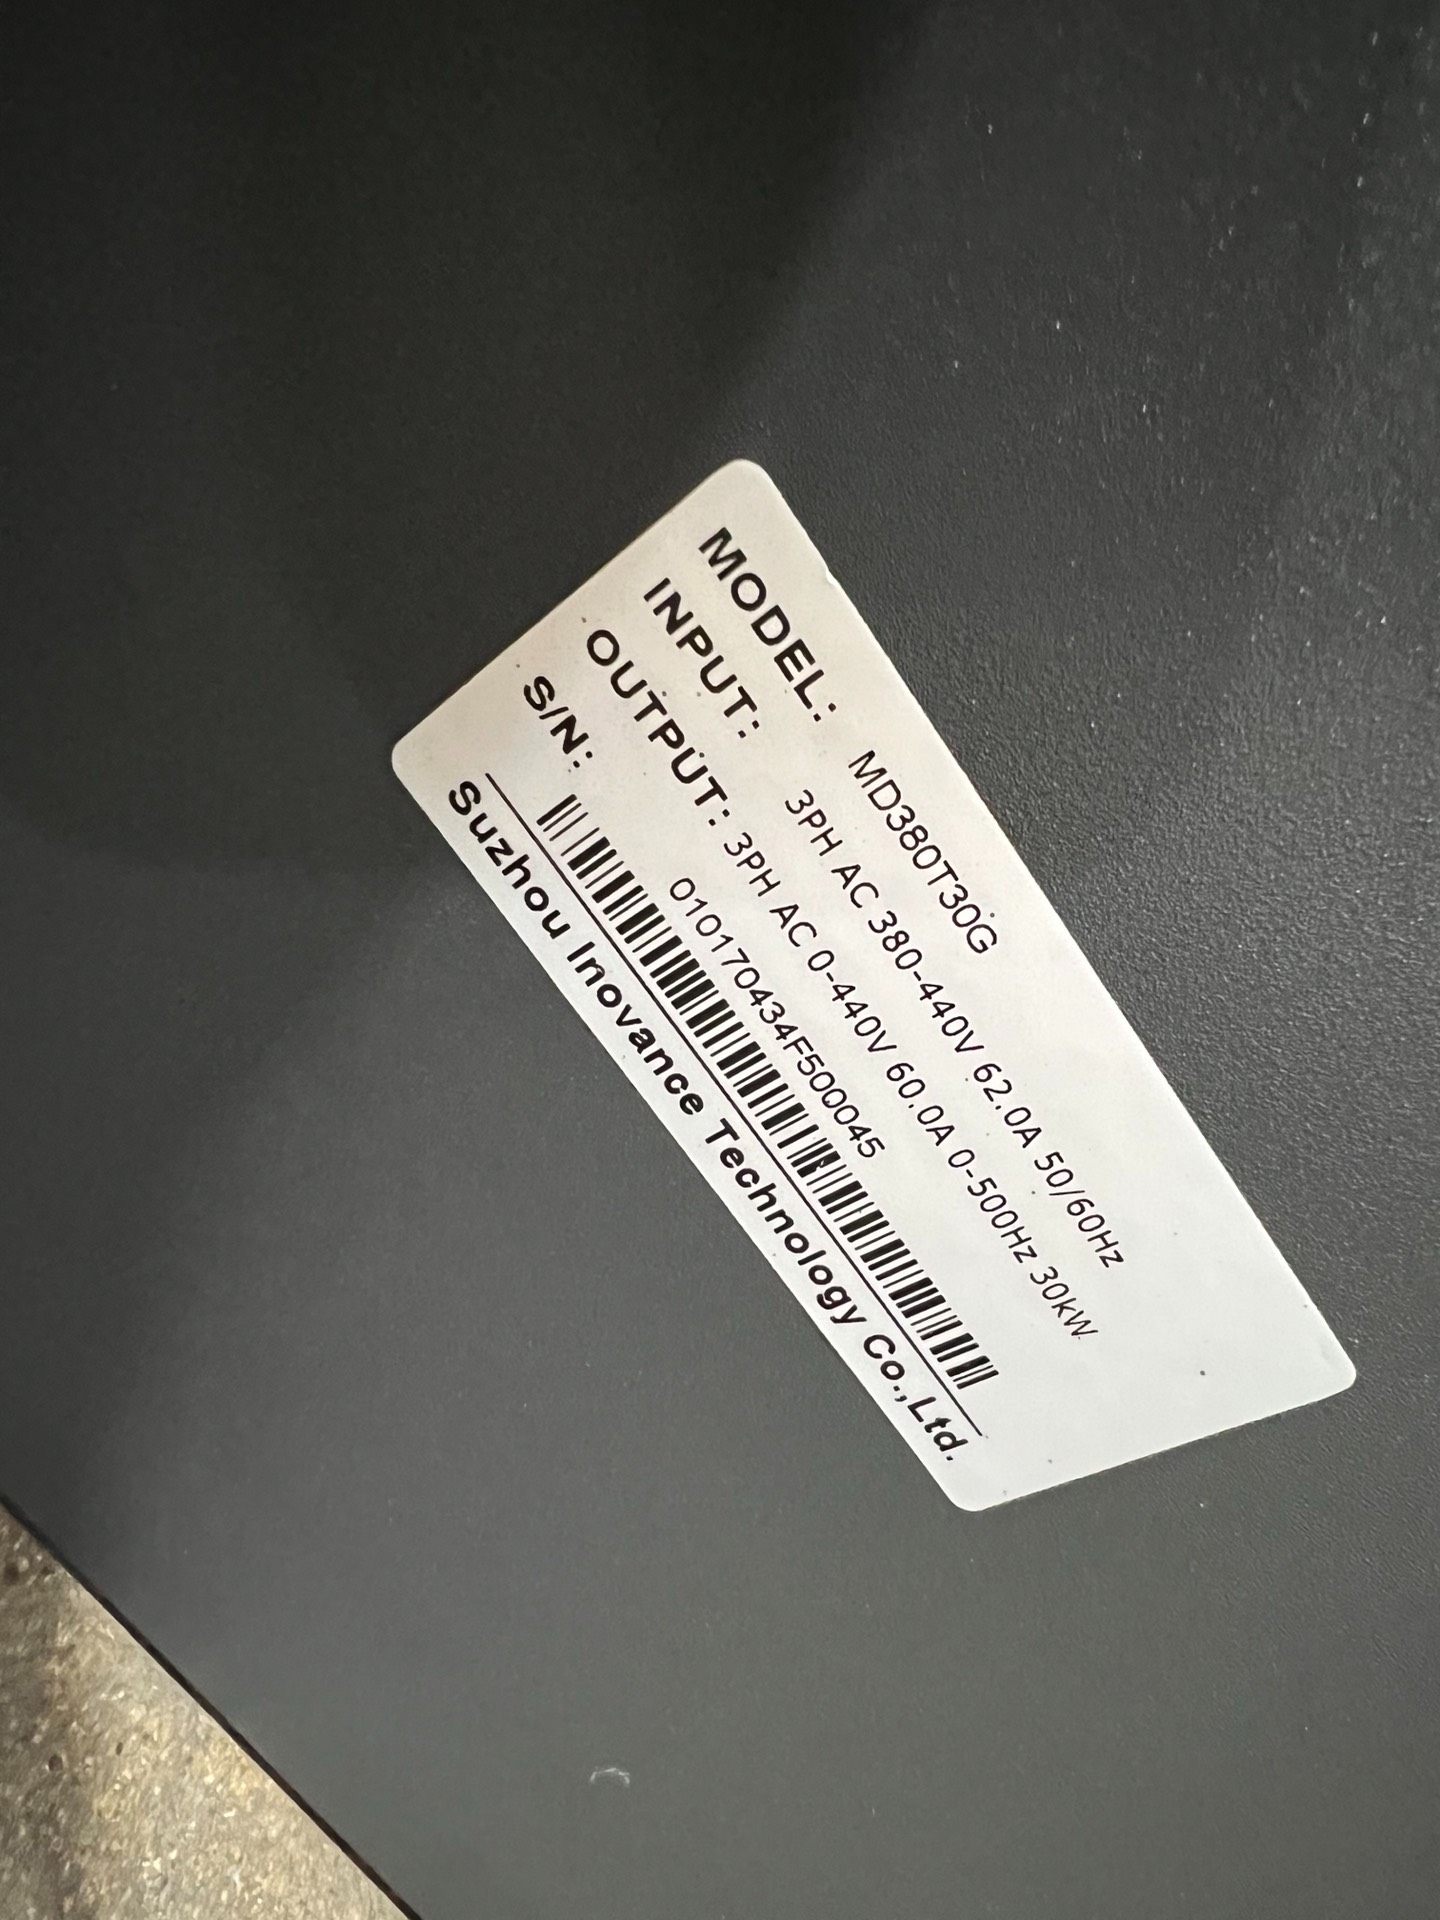 MODEL: MD380T30G
INPUT: 3PH AC 380-440V 62.0A 50/60Hz
OUTPUT: 3PH AC 0-440V 60.0A 0-500Hz 30kW
S/N: 010170434F500045
Suzhou Inovance Technology Co.,Ltd.